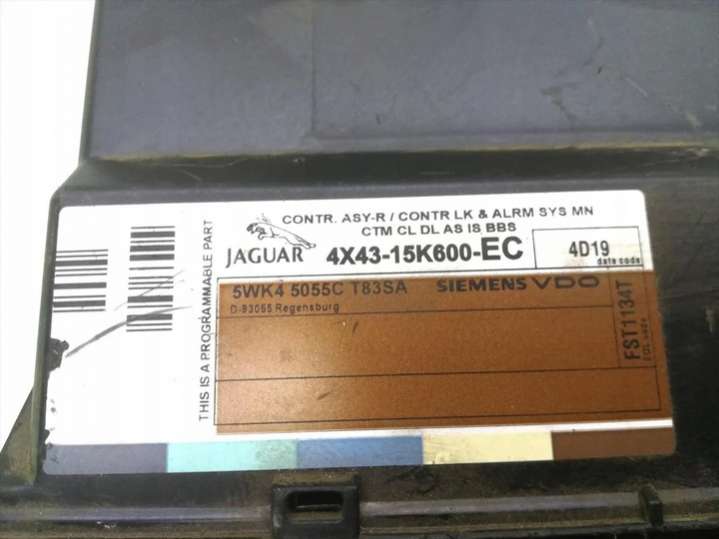 CONTR. ASY-R / CONTR LK & ALRM SYS MN
CTM CL DL AS IS BBS
JAGUAR 4X43-15K600-EC
4D19
date code
THIS IS A PROGRAMMABLE PART
5WK4 5055C T83SA SIEMENS VDO
D-93055 Regensburg
FST1134T